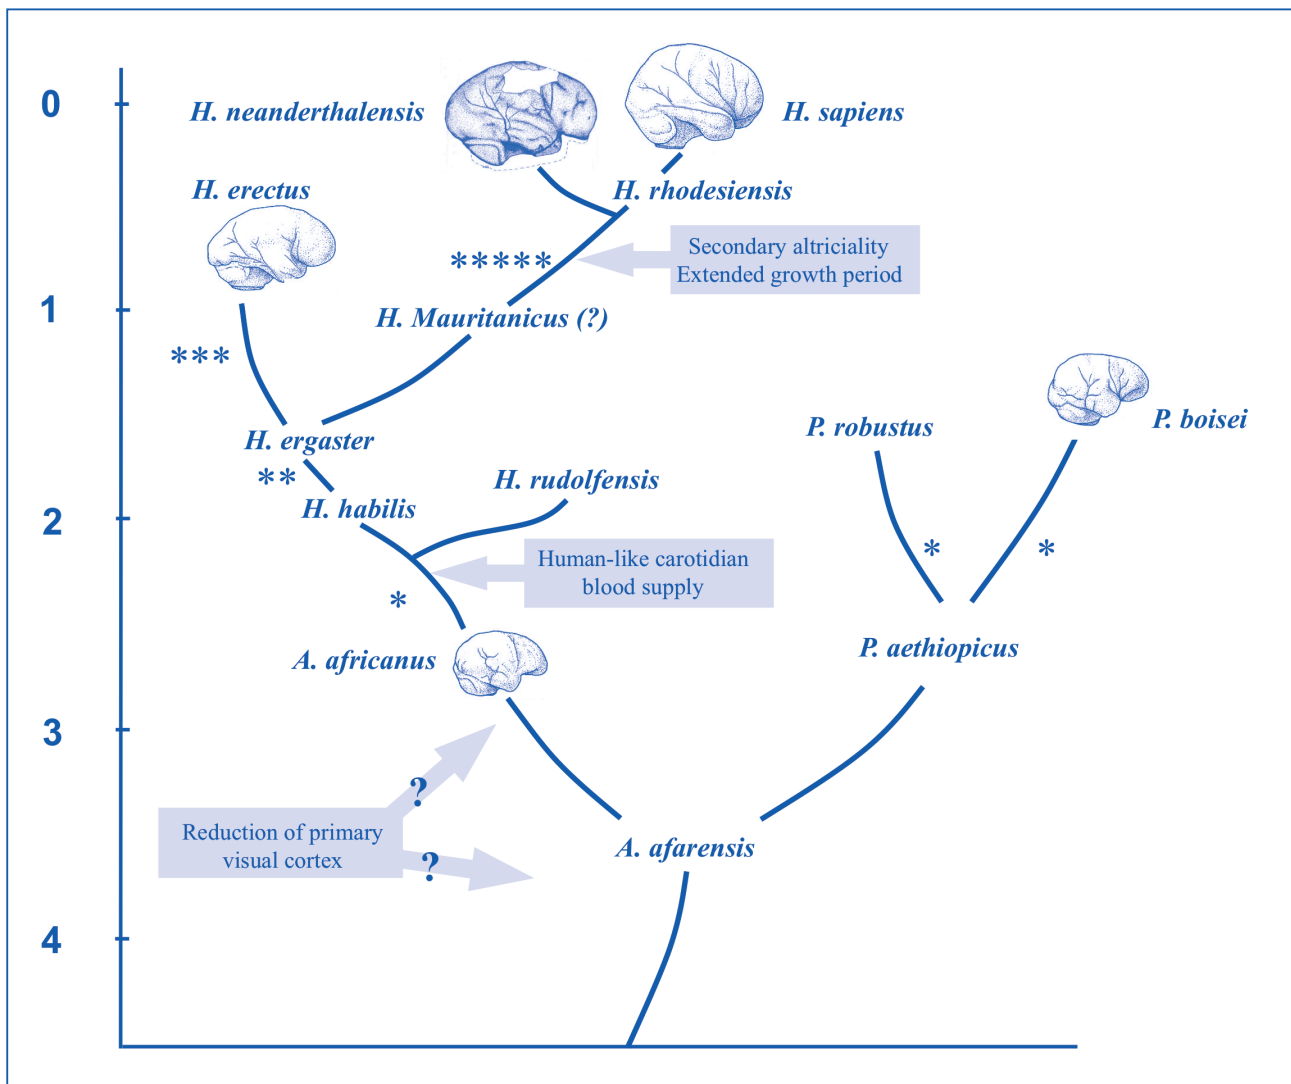 0
H. neanderthalensis
H. sapiens
H. erectus
H. rhodesiensis
*****
Secondary altriciality
Extended growth period
1
H. Mauritanicus (?)
***
H. ergaster
P. robustus
P. boisei
**
H. rudolfensis
H. habilis
2
*
*
Human-like carotidian
blood supply
*
P. aethiopicus
A. africanus
3
?
Reduction of primary
visual cortex
?
A. afarensis
4